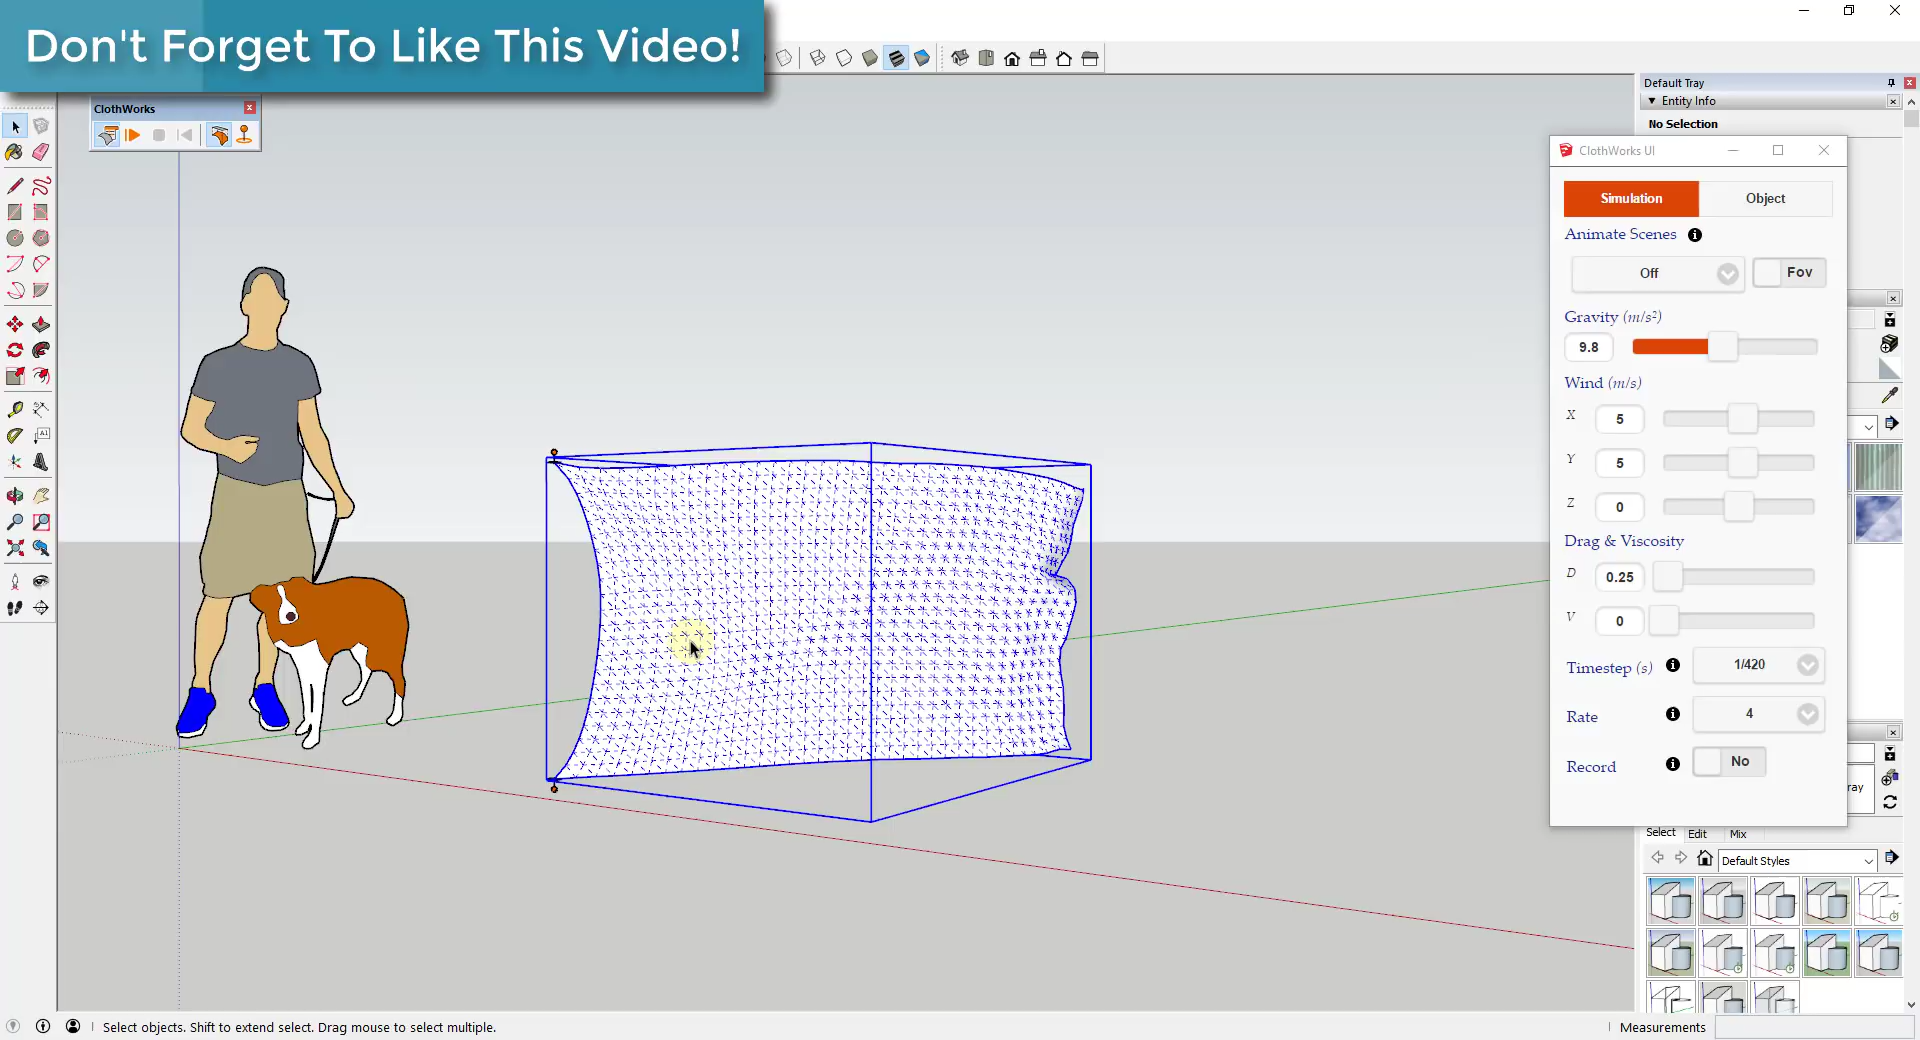 Don't Forget To Like This Video!
ClothWorks
Default Tray
Entity Info
No Selection
ClothWorks UI
Simulation
Object
Animate Scenes
Off
Fov
Gravity (m/s²)
9.8
Wind (m/s)
X
5
Y
5
Z
0
Drag & Viscosity
D
0.25
V
0
Timestep (s)
1/420
Rate
4
Record
No
ray
Select
Edit
Mix
Default Styles
A1
Select objects. Shift to extend select. Drag mouse to select multiple.
Measurements